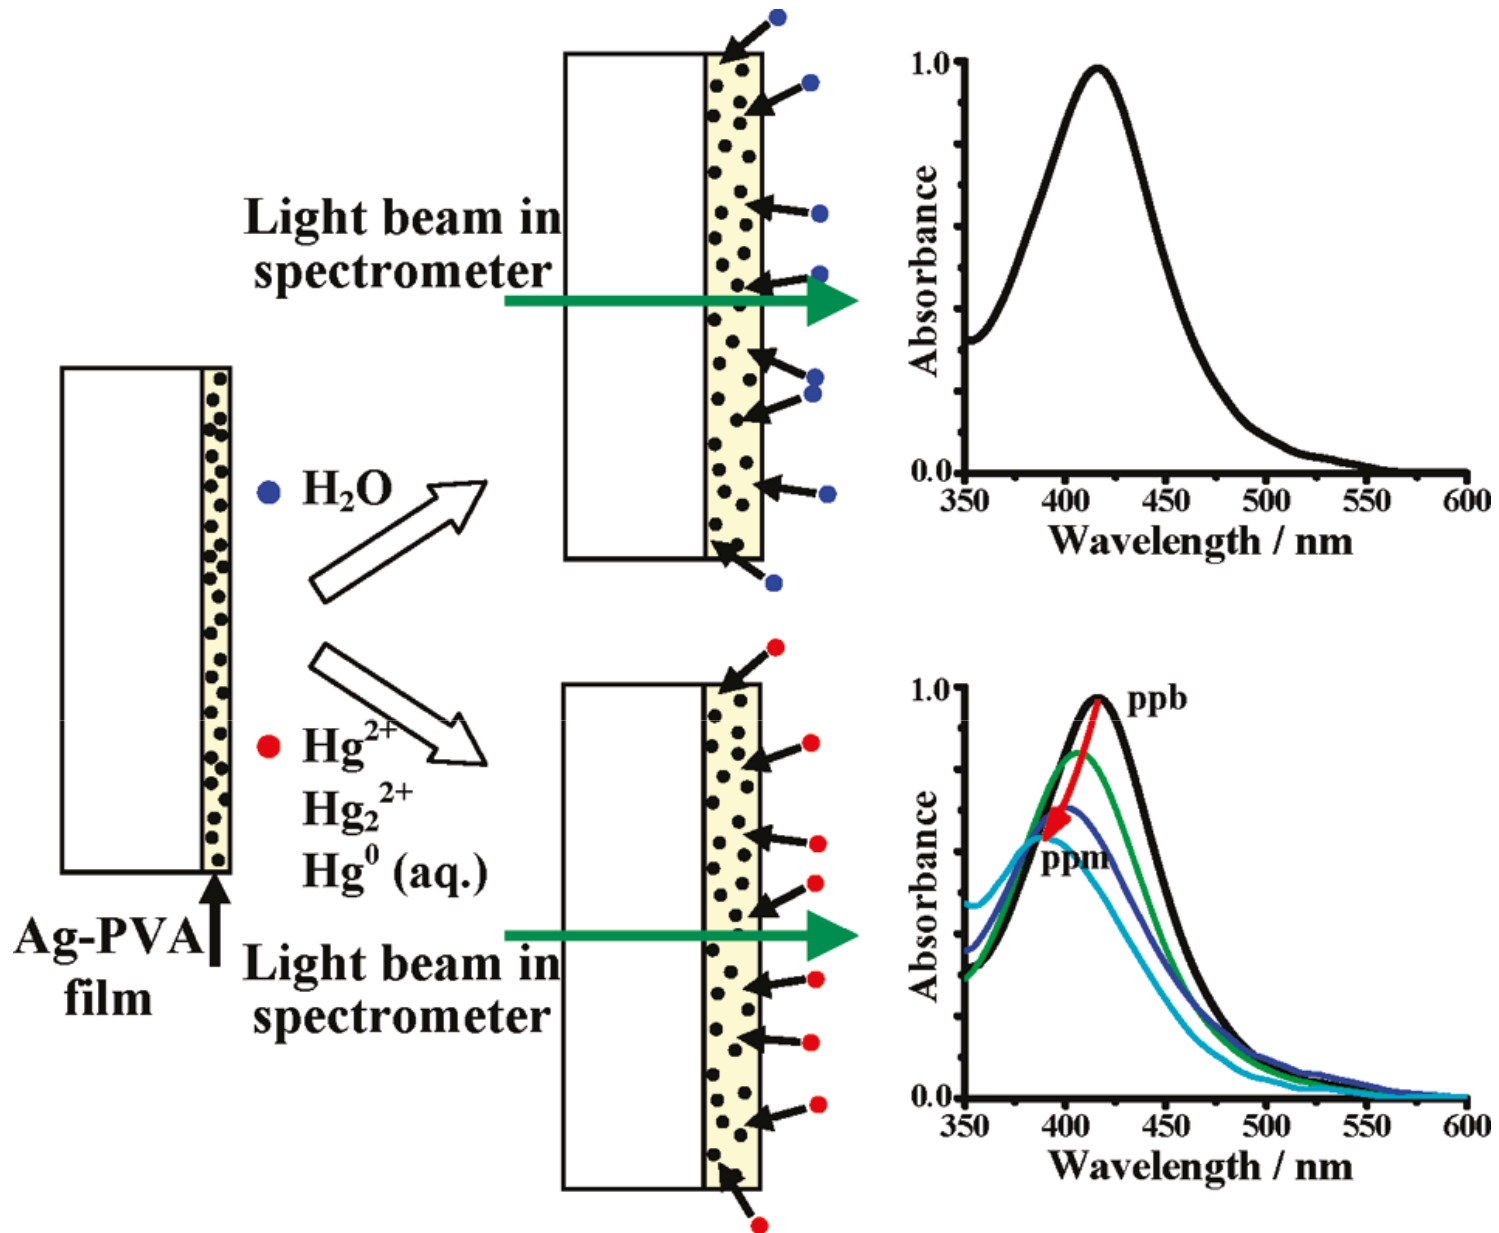 Light beam in
spectrometer
H₂O
Hg²⁺
Hg₂²⁺
Hg⁰ (aq.)
Ag-PVA
film
Light beam in
spectrometer
1.0
Absorbance
0.0
350 400 450 500 550 600
Wavelength / nm
1.0
ppb
ppm
Absorbance
0.0
350 400 450 500 550 600
Wavelength / nm